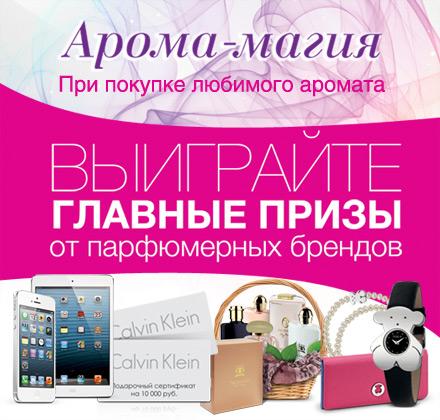 Арома-магия
При покупке любимого аромата
ВЫИГРАЙТЕ
ГЛАВНЫЕ ПРИЗЫ
от парфюмерных брендов
Calvin Klein
Calvin Klein
Подарочный сертификат
на 10 000 руб.